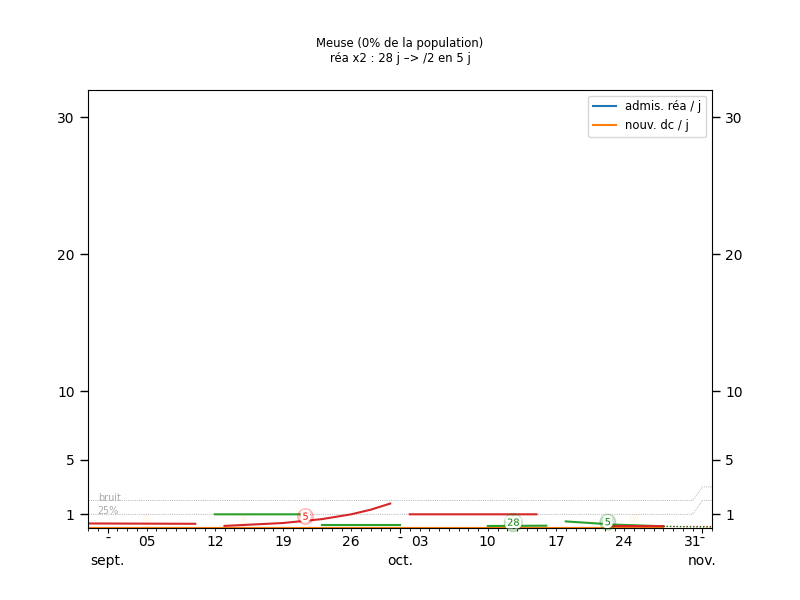 Meuse (0% de la population)
réa x2 : 28 j –> /2 en 5 j
admis. réa / j
nouv. dc / j
30
30
20
20
10
10
5
5
bruit
25%
1
1
5
28
5
- 05 12 19 26 - 03 10 17 24 31-
sept. oct. nov.